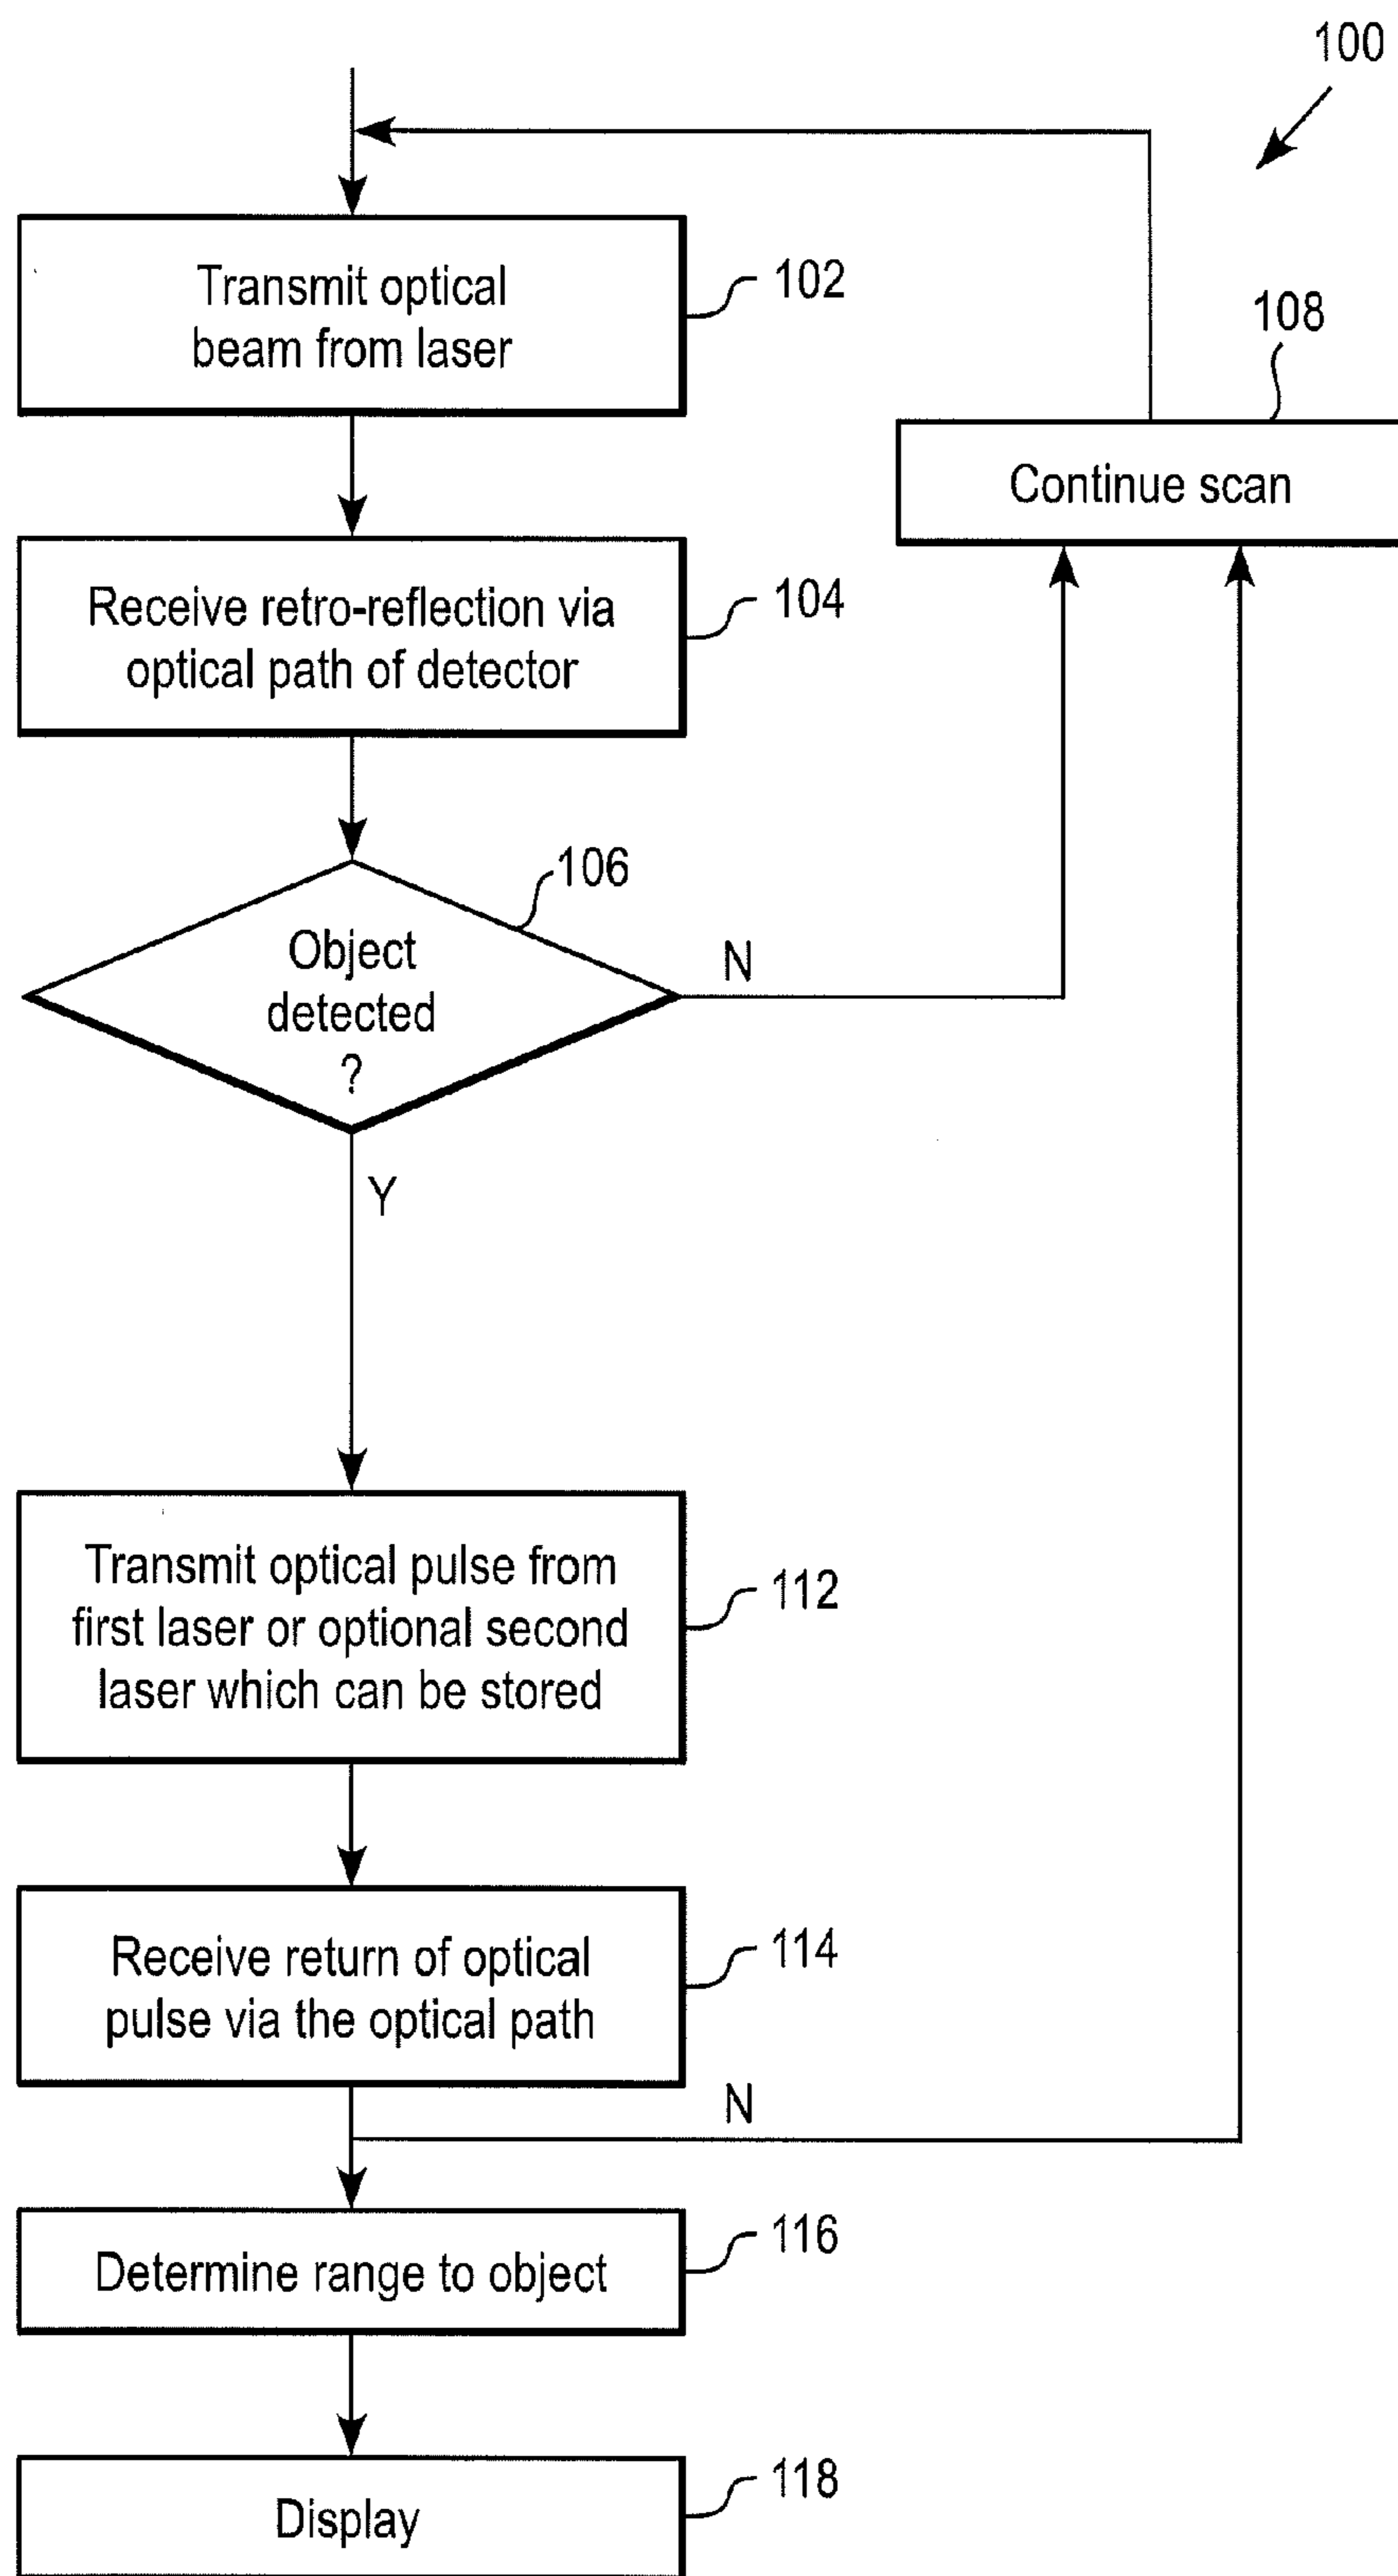 100
Transmit optical
beam from laser
102
108
Continue scan
Receive retro-reflection via
optical path of detector
104
106
Object
detected
?
N
Y
Transmit optical pulse from
first laser or optional second
laser which can be stored
112
Receive return of optical
pulse via the optical path
114
N
Determine range to object
116
Display
118